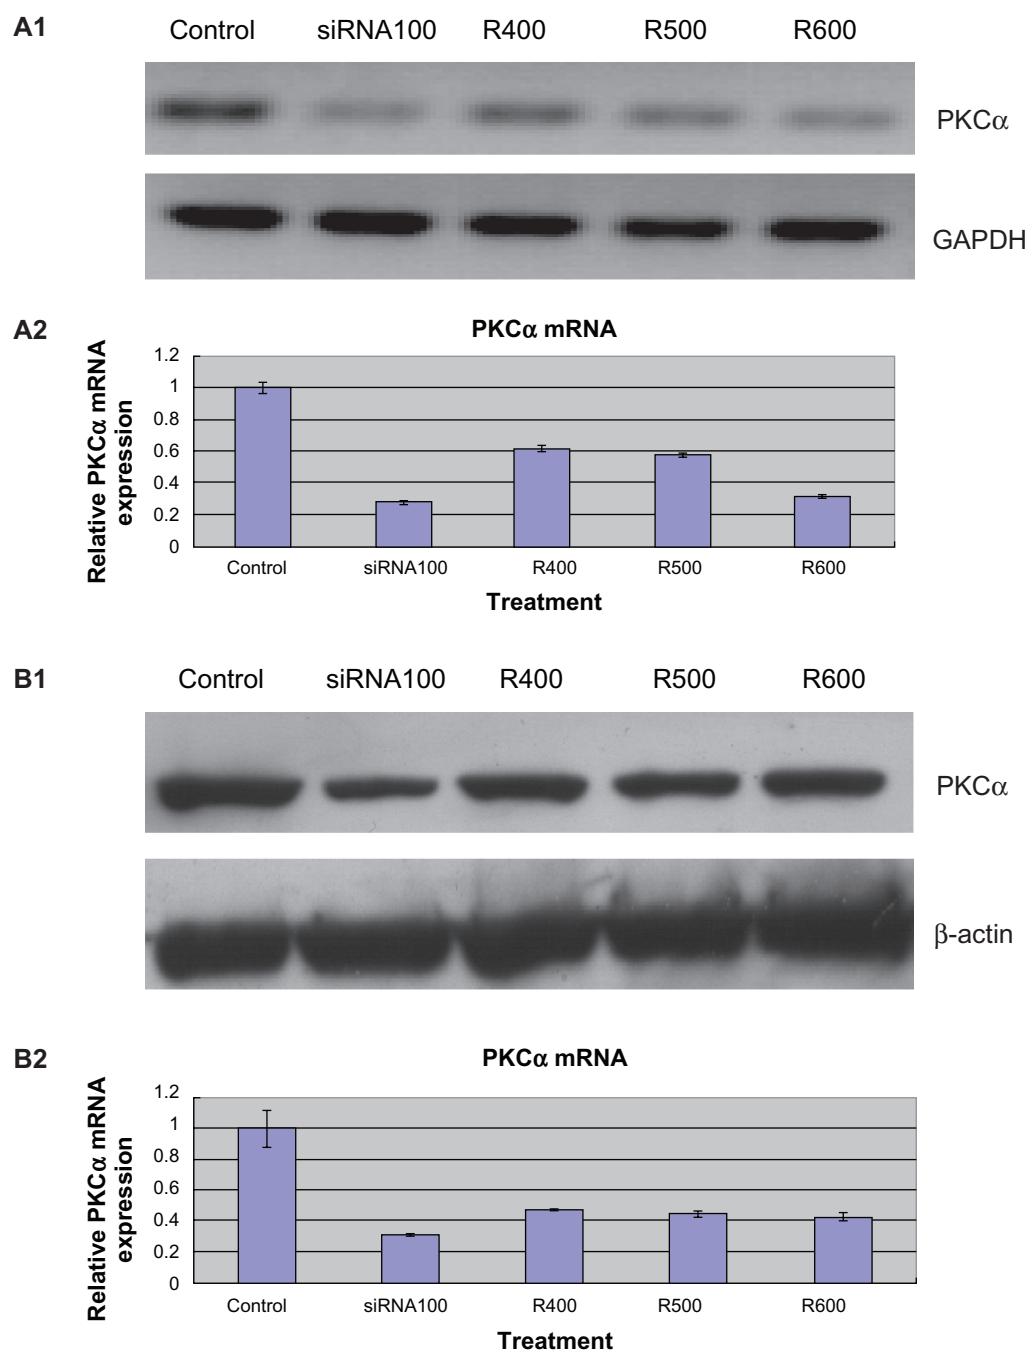 A1
Control siRNA100 R400 R500 R600
PKCα
GAPDH
A2
PKCα mRNA
Relative PKCα mRNA
expression
1.2
1
0.8
0.6
0.4
0.2
0
Control siRNA100 R400 R500 R600
Treatment
B1
Control siRNA100 R400 R500 R600
PKCα
β-actin
B2
PKCα mRNA
Relative PKCα mRNA
expression
1.2
1
0.8
0.6
0.4
0.2
0
Control siRNA100 R400 R500 R600
Treatment